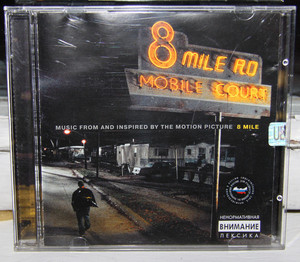 8 MILE RD
MOBILE COURT
MUSIC FROM AND INSPIRED BY THE MOTION PICTURE 8 MILE
НЕНОРМАТИВНАЯ
ВНИМАНИЕ
ЛЕКСИКА